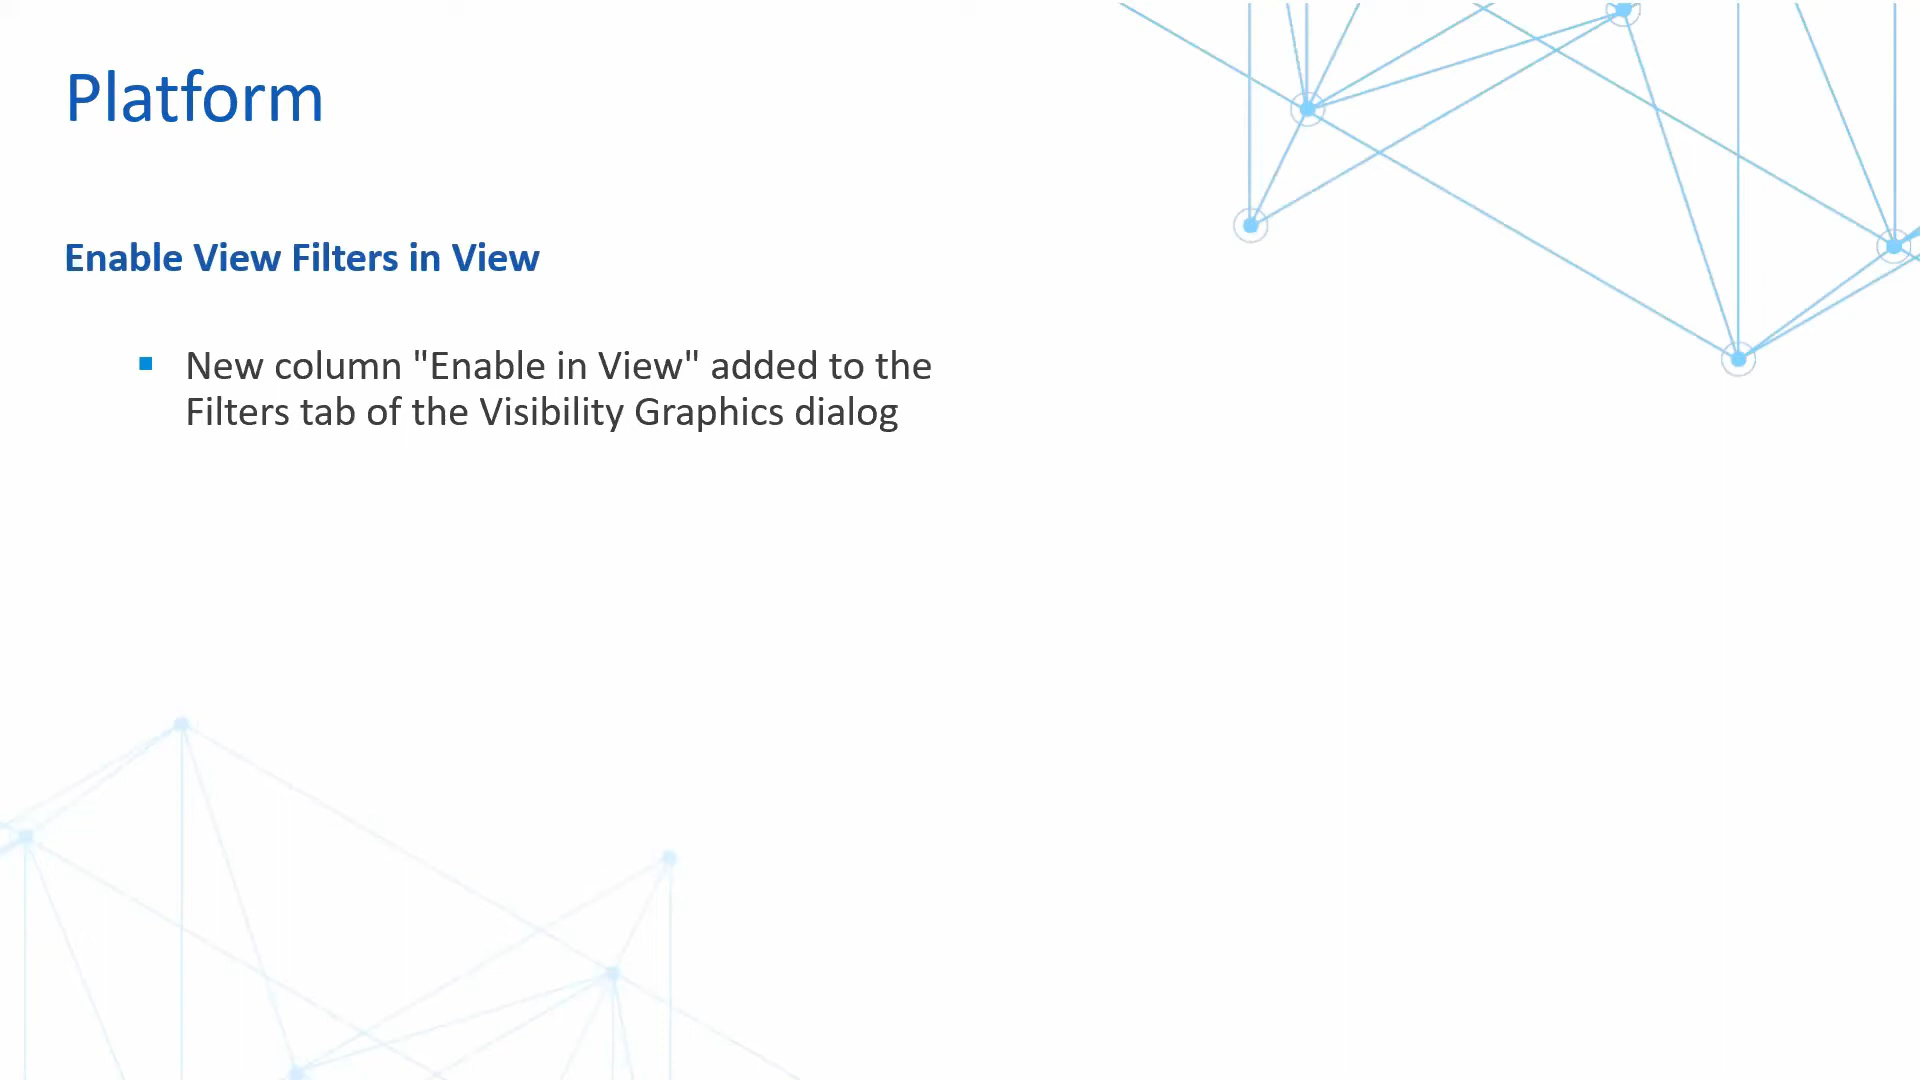 Platform
Enable View Filters in View
New column "Enable in View" added to the
Filters tab of the Visibility Graphics dialog